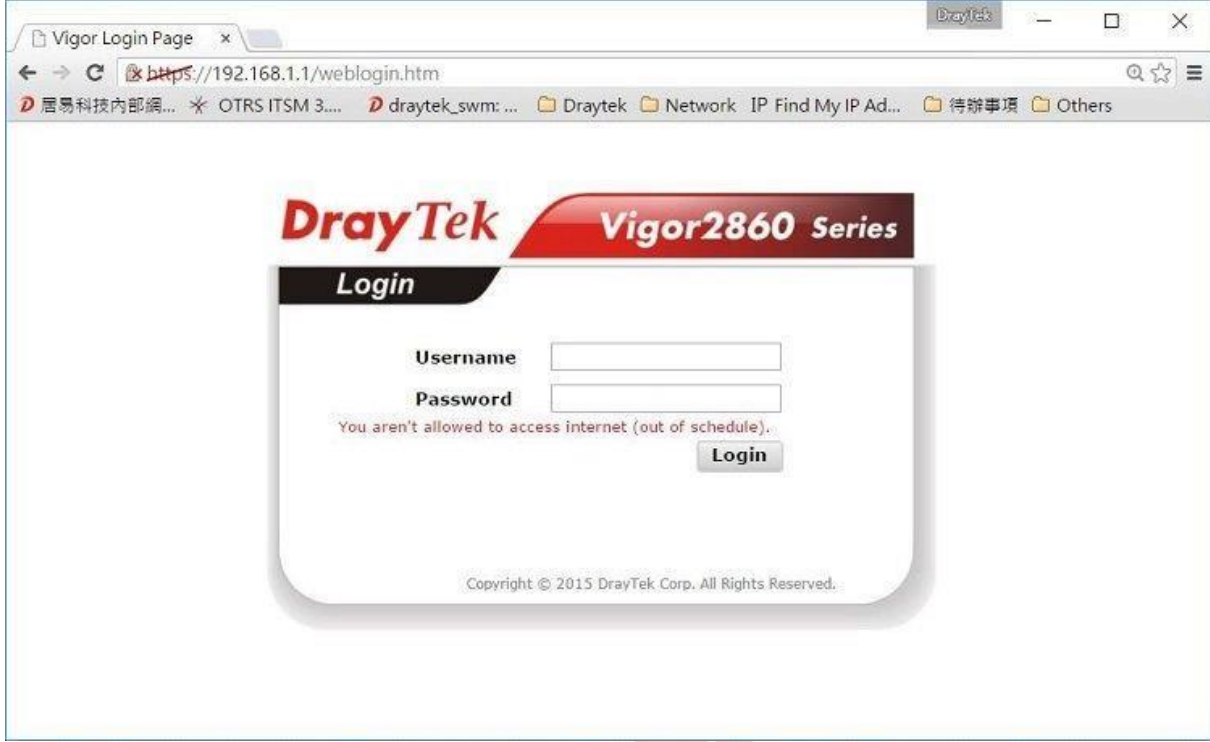 DrayTek
Vigor Login Page
https://192.168.1.1/weblogin.htm
居易科技內部網... OTRS ITSM 3.... draytek_swm: ... Draytek Network IP Find My IP Ad... 待辦事項 Others
DrayTek Vigor2860 Series
Login
Username
Password
You aren't allowed to access internet (out of schedule).
Login
Copyright © 2015 DrayTek Corp. All Rights Reserved.